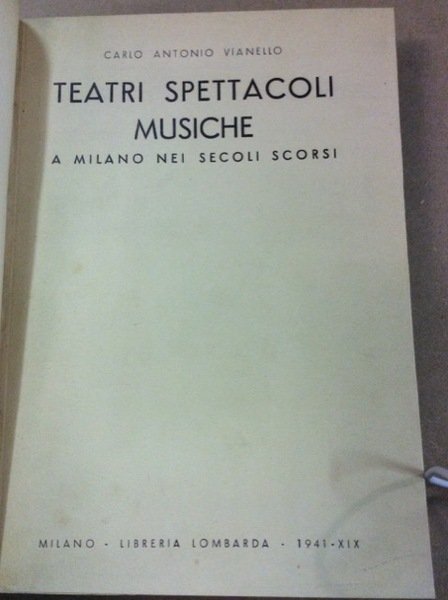 CARLO ANTONIO VIANELLO
TEATRI SPETTACOLI
MUSICHE
A MILANO NEI SECOLI SCORSI
MILANO - LIBRERIA LOMBARDA - 1941-XIX